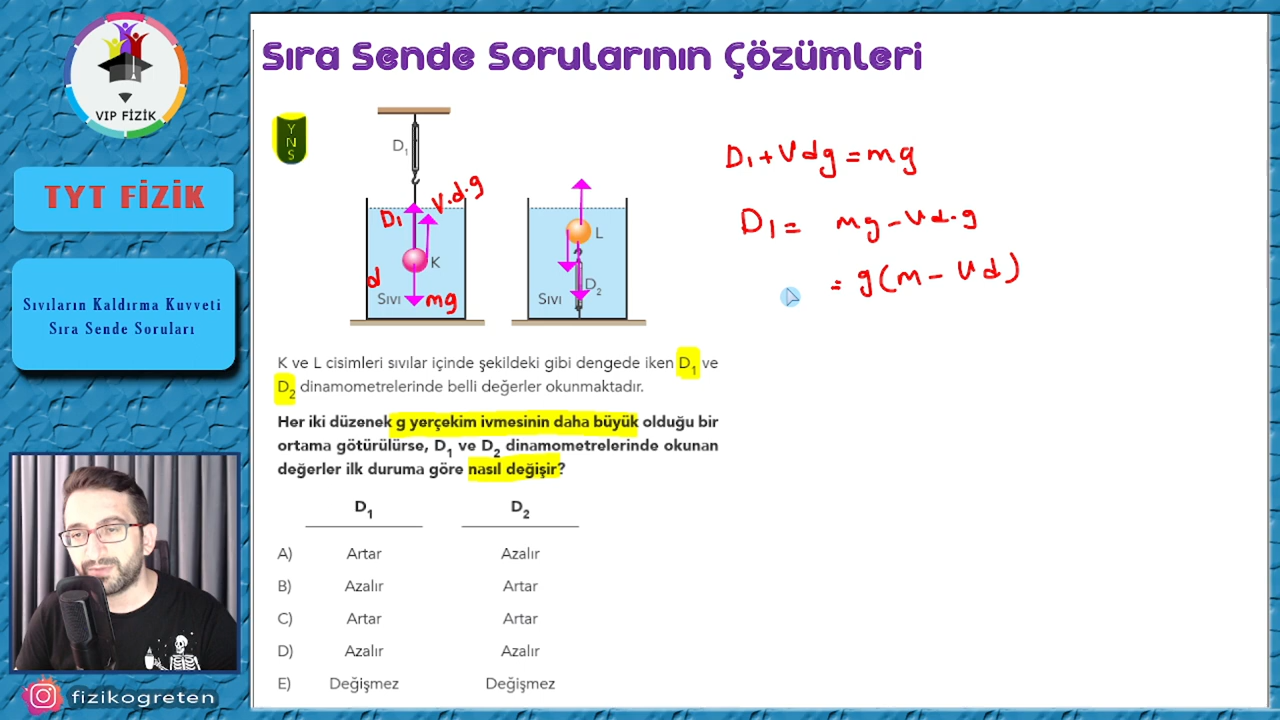 Sıra Sende Sorularının Çözümleri
VIP FİZİK
TYT FİZİK
Sıvıların Kaldırma Kuvveti
Sıra Sende Soruları
Y
N
S
D1
D1
V.d.g
K
d
Sıvı
mg
L
D2
Sıvı
D1+Vdg=mg
D1= mg-Vd.g
= g(m-Vd)
K ve L cisimleri sıvılar içinde şekildeki gibi dengede iken D1 ve
D2 dinamometrelerinde belli değerler okunmaktadır.
Her iki düzenek g yerçekim ivmesinin daha büyük olduğu bir
ortama götürülürse, D1 ve D2 dinamometrelerinde okunan
değerler ilk duruma göre nasıl değişir?
D1 D2
A) Artar Azalır
B) Azalır Artar
C) Artar Artar
D) Azalır Azalır
E) Değişmez Değişmez
fizikogreten